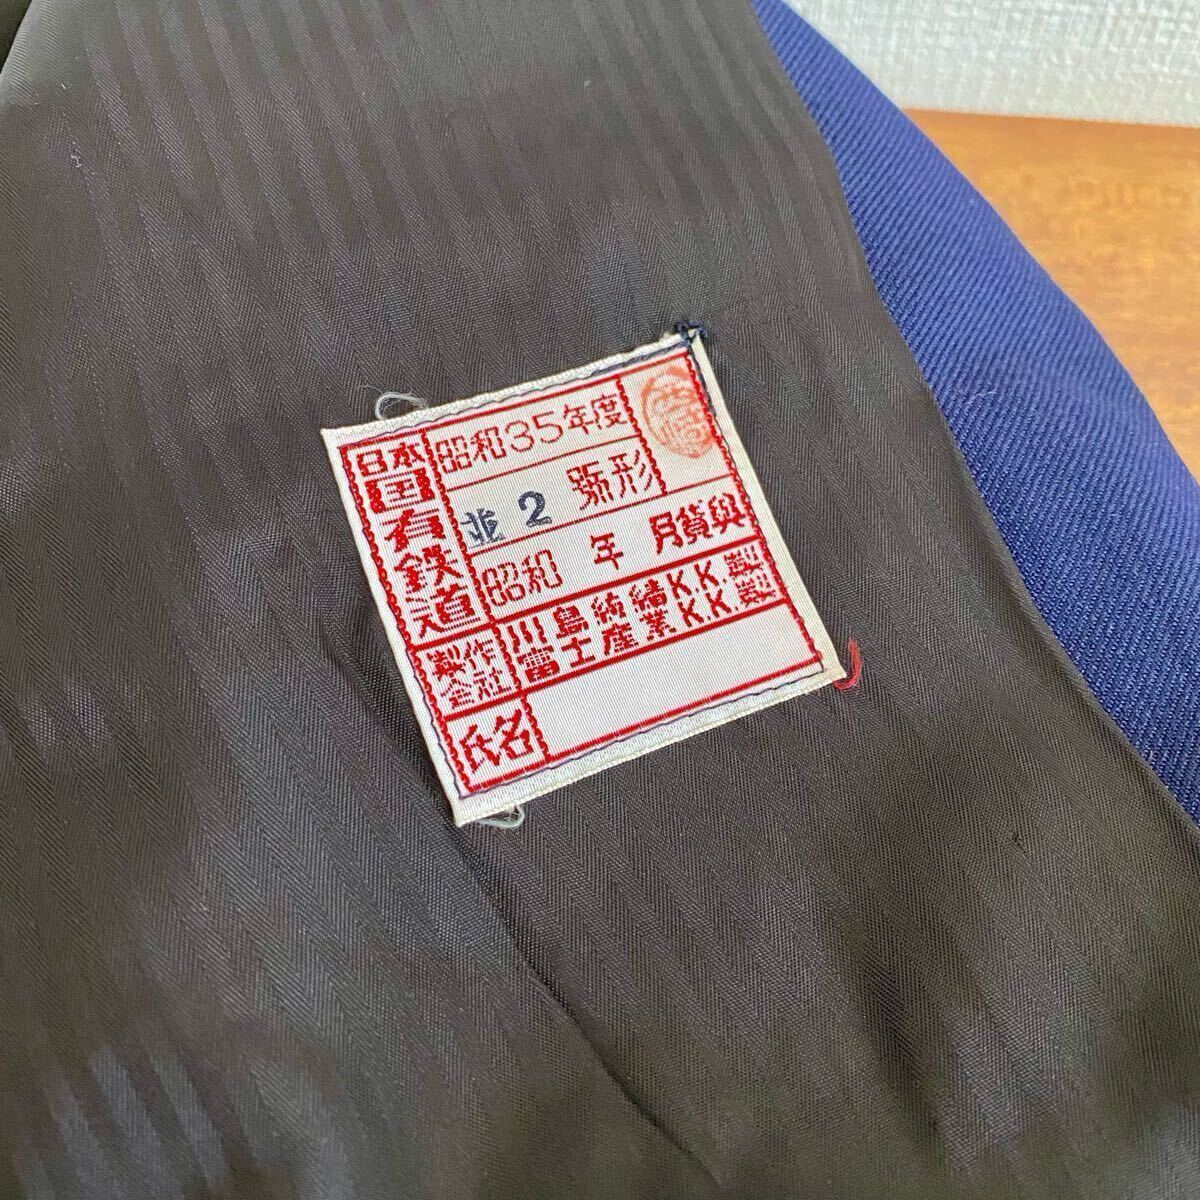 日本国有鉄道
昭和35年度
並 2 號形
昭和 年 月貸与
製作会社
川島紡績K.K.製
富士産業K.K.製
氏名